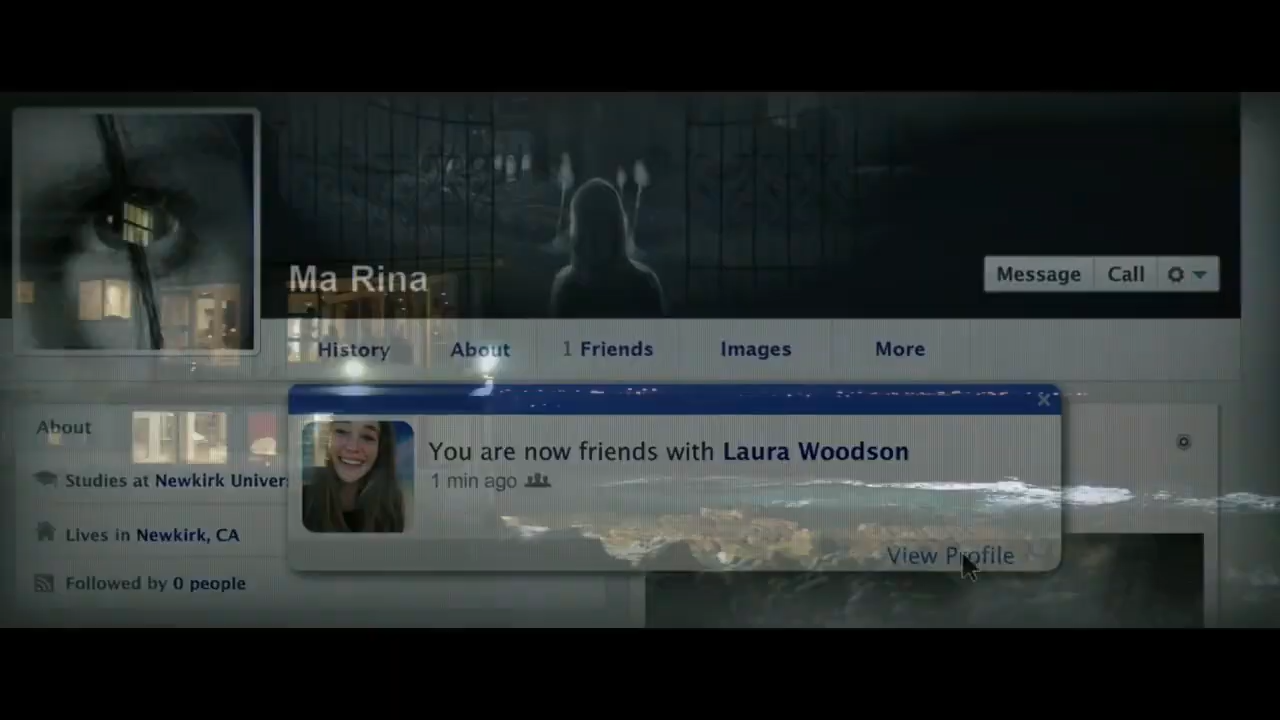 Ma Rina
Message Call
History About 1 Friends Images More
About
Studies at Newkirk Univer
Lives in Newkirk, CA
Followed by 0 people
You are now friends with Laura Woodson
1 min ago
View Profile